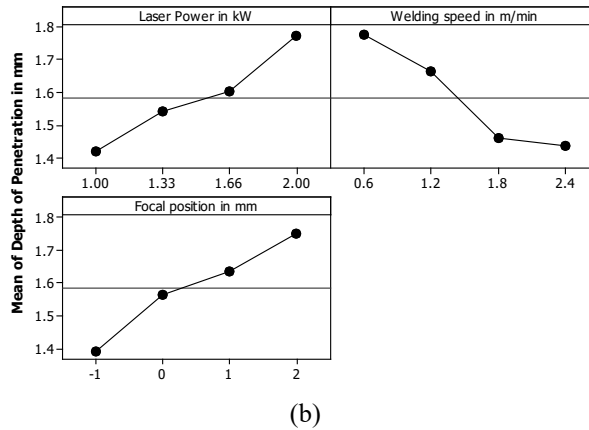 Laser Power in kW
Welding speed in m/min
1.8
1.7
1.6
1.5
1.4
1.00 1.33 1.66 2.00
0.6 1.2 1.8 2.4
Focal position in mm
1.8
1.7
1.6
1.5
1.4
-1 0 1 2
Mean of Depth of Penetration in mm
(b)